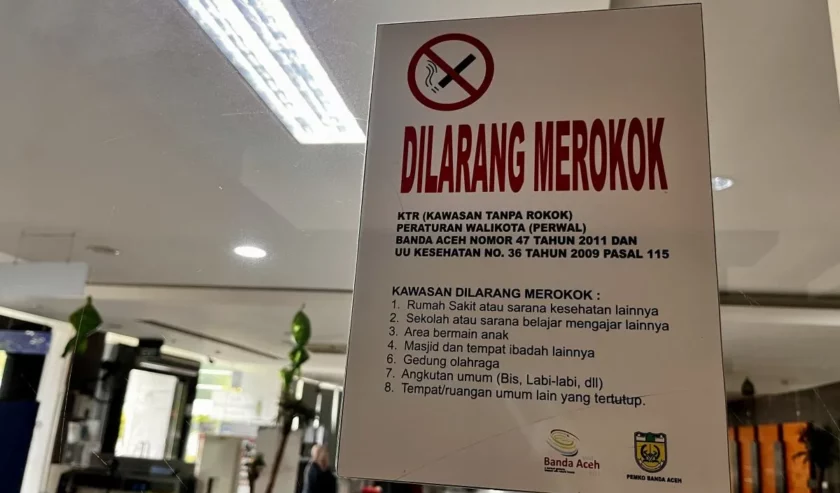 DILARANG MEROKOK
KTR (KAWASAN TANPA ROKOK)
PERATURAN WALIKOTA (PERWAL)
BANDA ACEH NOMOR 47 TAHUN 2011 DAN
UU KESEHATAN NO. 36 TAHUN 2009 PASAL 115
KAWASAN DILARANG MEROKOK :
1. Rumah Sakit atau sarana kesehatan lainnya
2. Sekolah atau sarana belajar mengajar lainnya
3. Area bermain anak
4. Masjid dan tempat ibadah lainnya
6. Gedung olahraga
7. Angkutan umum (Bis, Labi-labi, dll)
8. Tempat/ruangan umum lain yang tertutup.
Banda Aceh
PEMKO BANDA ACEH